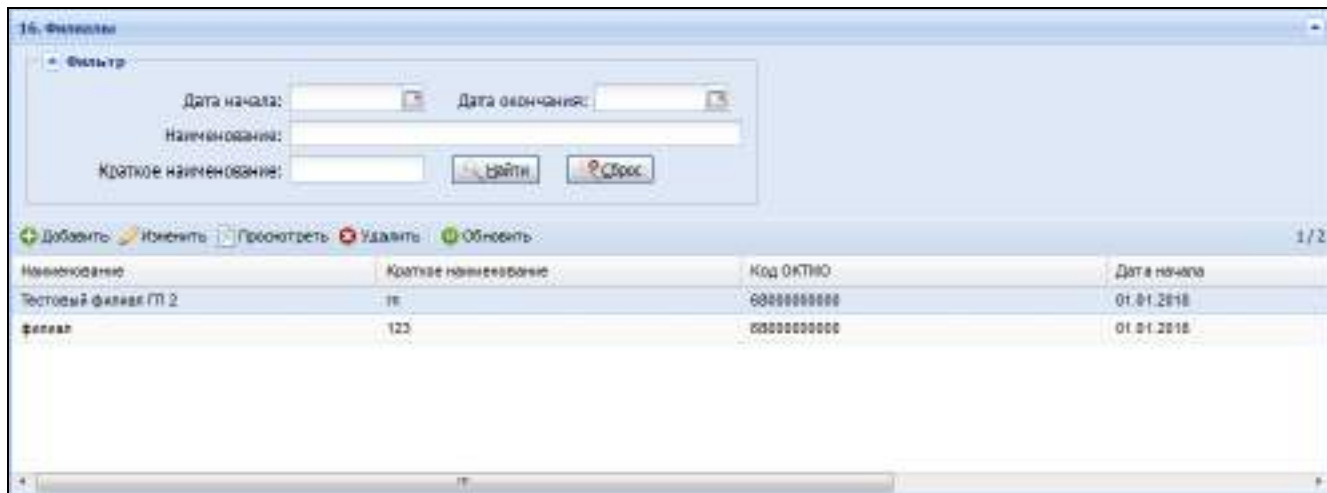 16. Филиалы
Фильтр
Дата начала: Дата окончания:
Наименование:
Краткое наименование: Найти Сброс
Добавить Изменить Просмотреть Удалить Обновить 1/2
Наименование Краткое наименование Код ОКТМО Дата начала
Тестовый филиал ГП 2 01.01.2018
филиал 123 01.01.2018